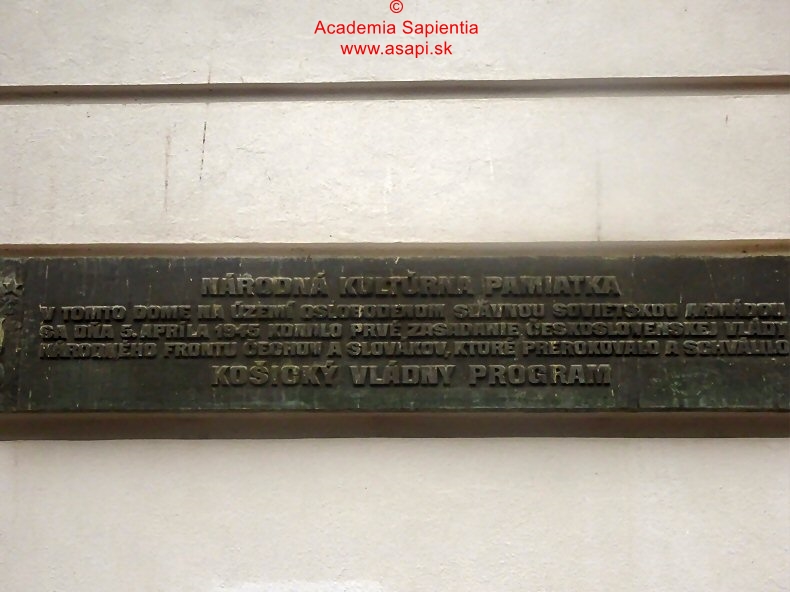 ©
Academia Sapientia
www.asapi.sk
NÁRODNÁ KULTÚRNA PAMIATKA
V TOMTO DOME NA ÚZEMÍ OSLOBODENOM SLÁVNOU SOVIETSKOU ARMÁDOU
SA DŇA 5. APRÍLA 1945 KONALO PRVÉ ZASADANIE ČESKOSLOVENSKEJ VLÁDY
NÁRODNÉHO FRONTU ČECHOV A SLOVÁKOV, KTORÉ PREROKOVALO A SCHVÁLILO
KOŠICKÝ VLÁDNY PROGRAM